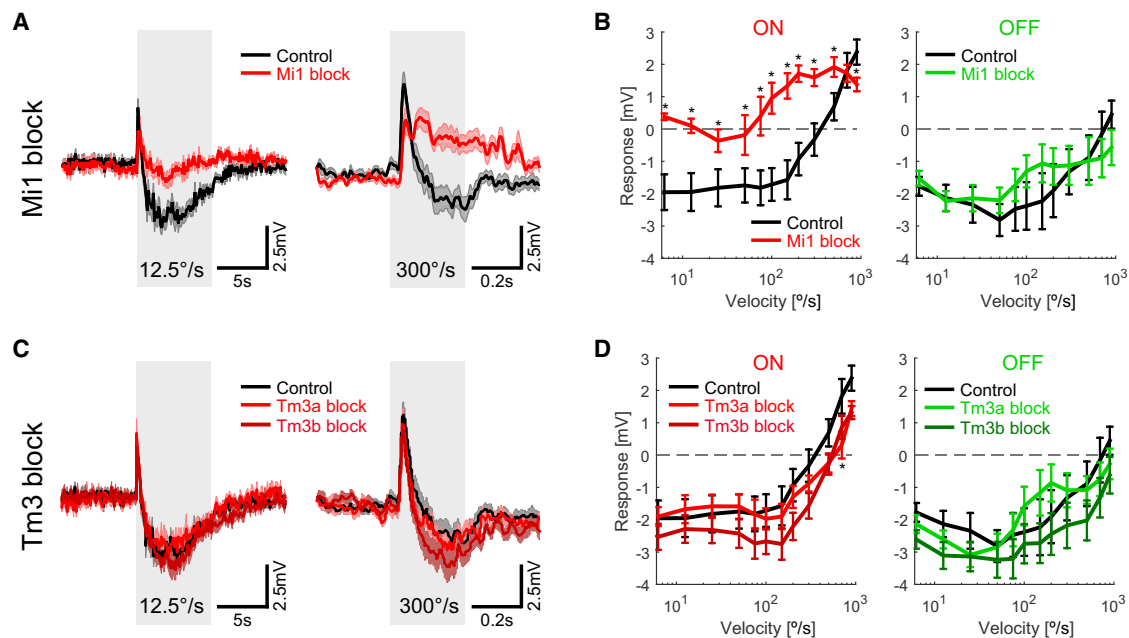 A
Mi1 block
Control
Mi1 block
12.5°/s
5s
2.5mV
300°/s
0.2s
2.5mV
B
ON
Response [mV]
3
2
1
0
-1
-2
-3
-4
* * * * * * * * * * *
Control
Mi1 block
10¹ 10² 10³
Velocity [º/s]
OFF
3
2
1
0
-1
-2
-3
-4
Control
Mi1 block
10¹ 10² 10³
Velocity [º/s]
C
Tm3 block
Control
Tm3a block
Tm3b block
12.5°/s
5s
2.5mV
300°/s
0.2s
2.5mV
D
ON
Response [mV]
3
2
1
0
-1
-2
-3
-4
Control
Tm3a block
Tm3b block
*
10¹ 10² 10³
Velocity [º/s]
OFF
3
2
1
0
-1
-2
-3
-4
Control
Tm3a block
Tm3b block
10¹ 10² 10³
Velocity [º/s]